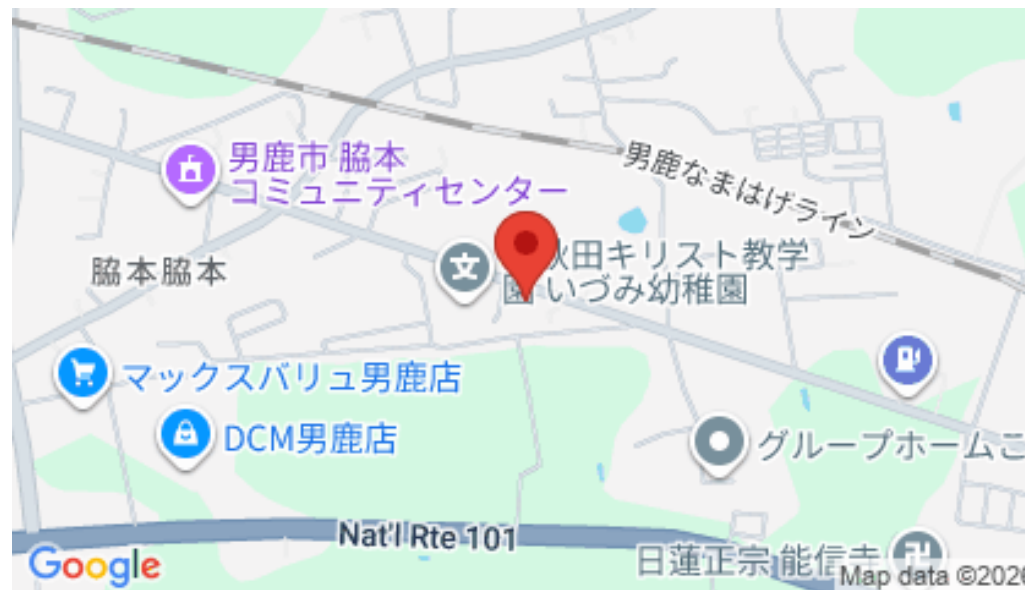 男鹿市 脇本
コミュニティセンター
男鹿なまはげライン
脇本脇本
文
田キリスト教学
園 いづみ幼稚園
マックスバリュ男鹿店
DCM男鹿店
グループホームこ
Nat'l Rte 101
日蓮正宗 能信寺
卍
Google
Map data ©2026